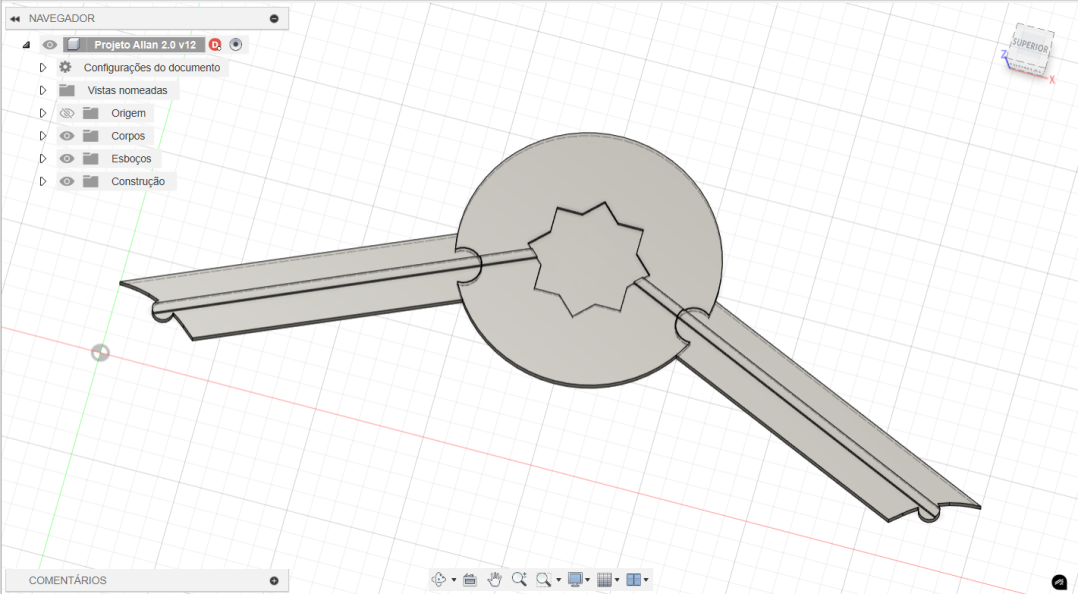 NAVEGADOR
Projeto Allan 2.0 v12
D
Configurações do documento
Vistas nomeadas
Origem
Corpos
Esboços
Construção
SUPERIOR
Z
X
COMENTÁRIOS